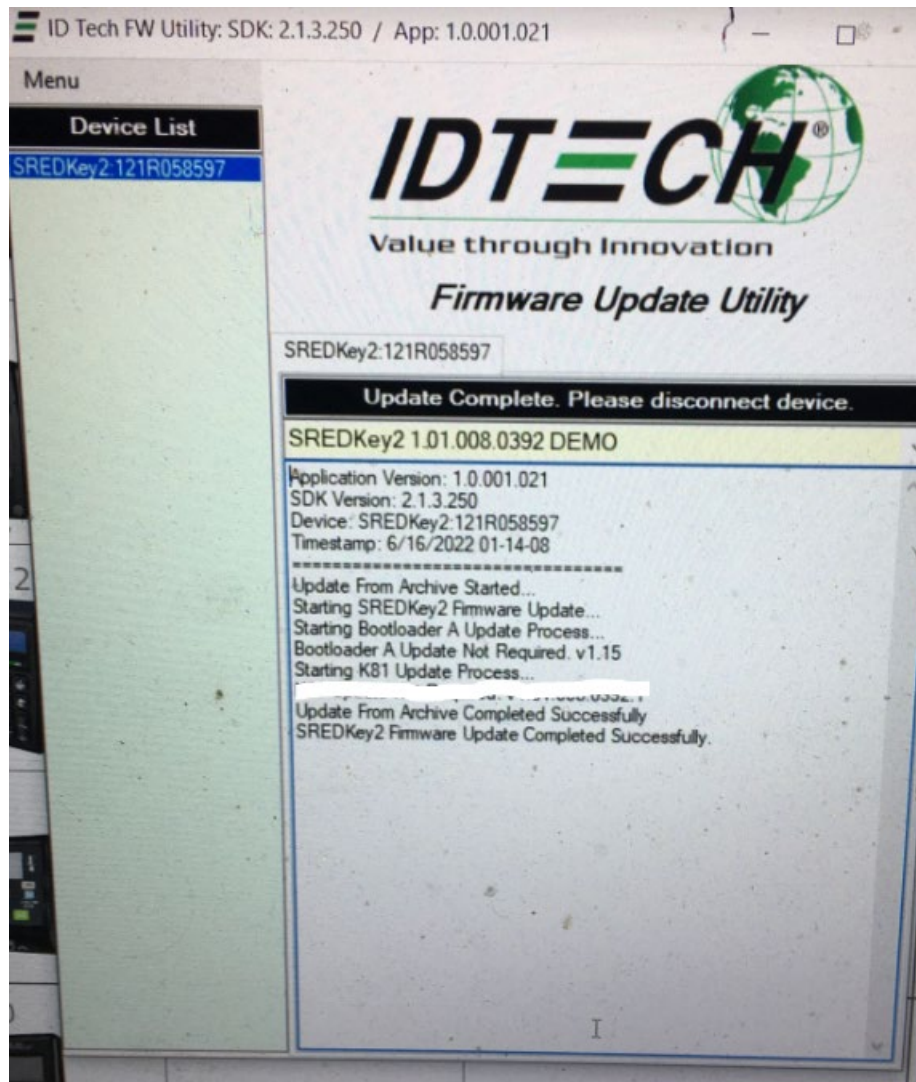 ID Tech FW Utility: SDK: 2.1.3.250 / App: 1.0.001.021
Menu
Device List
SREDKey2:121R058597
IDTECH®
Value through Innovation
Firmware Update Utility
SREDKey2:121R058597
Update Complete. Please disconnect device.
SREDKey2 1.01.008.0392 DEMO
Application Version: 1.0.001.021
SDK Version: 2.1.3.250
Device: SREDKey2:121R058597
Timestamp: 6/16/2022 01-14-08
================================
Update From Archive Started...
Starting SREDKey2 Firmware Update...
Starting Bootloader A Update Process...
Bootloader A Update Not Required. v1.15
Starting K81 Update Process...
Update From Archive Completed Successfully
SREDKey2 Firmware Update Completed Successfully.
2